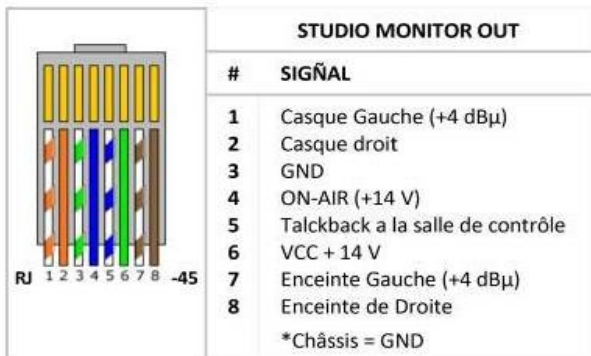 STUDIO MONITOR OUT
# SIGÑAL
1 Casque Gauche (+4 dBµ)
2 Casque droit
3 GND
4 ON-AIR (+14 V)
5 Talckback a la salle de contrôle
6 VCC + 14 V
7 Enceinte Gauche (+4 dBµ)
8 Enceinte de Droite
*Châssis = GND
RJ 1 2 3 4 5 6 7 8 -45